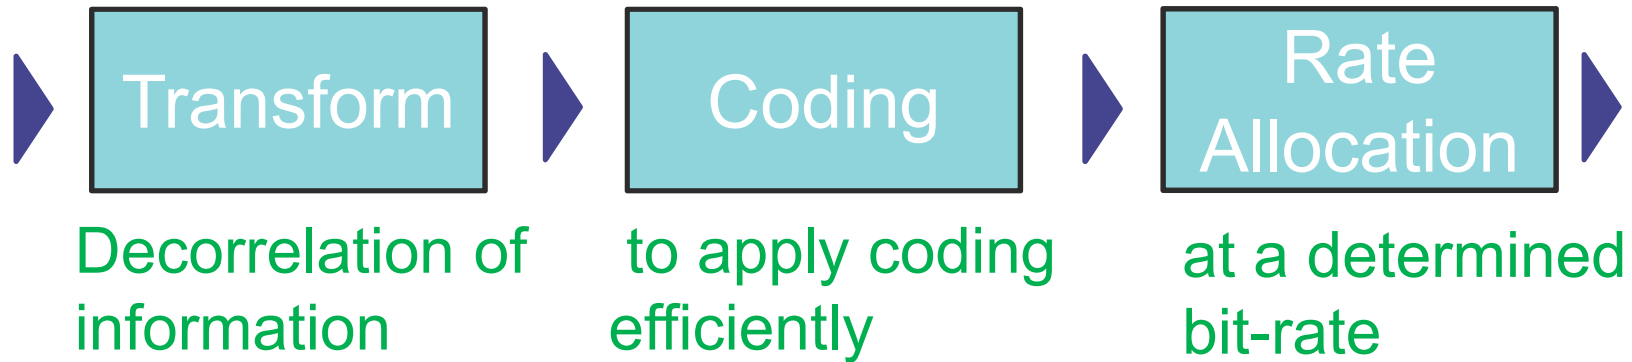 Transform
Coding
Rate
Allocation
Decorrelation of
information
to apply coding
efficiently
at a determined
bit-rate